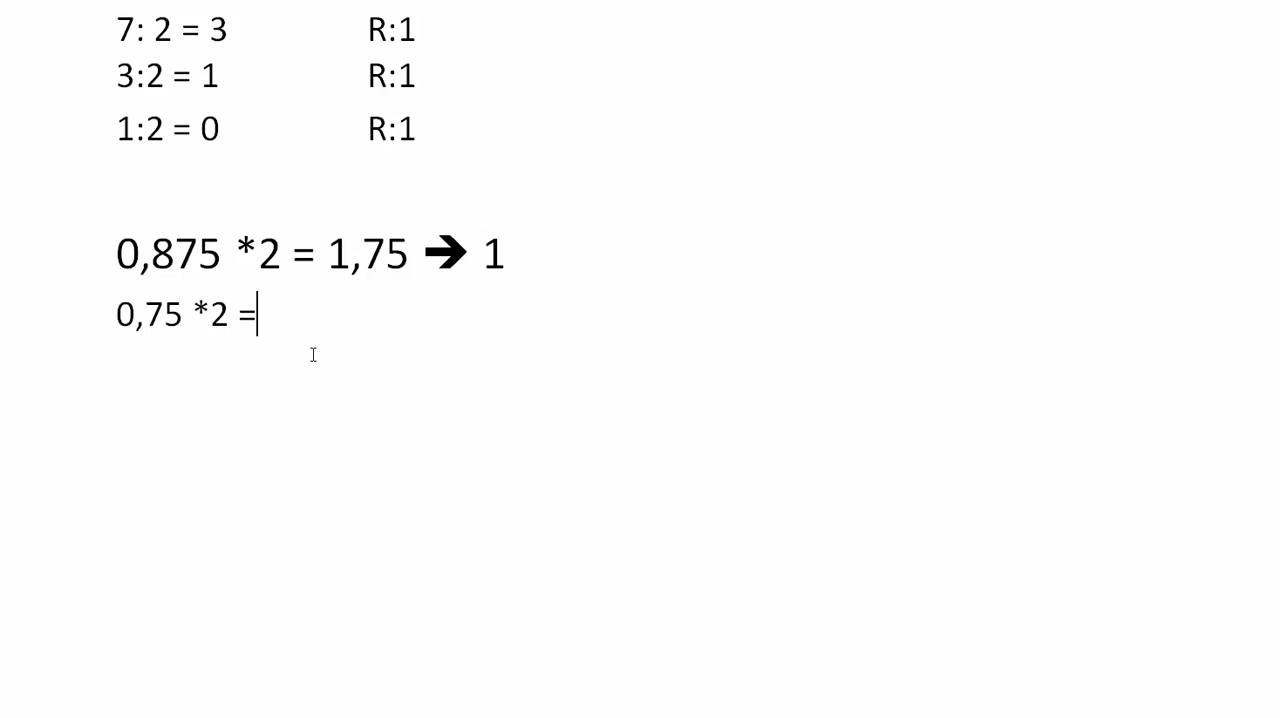 7: 2 = 3 R:1
3:2 = 1 R:1
1:2 = 0 R:1
0,875 *2 = 1,75 🡺 1
0,75 *2 =